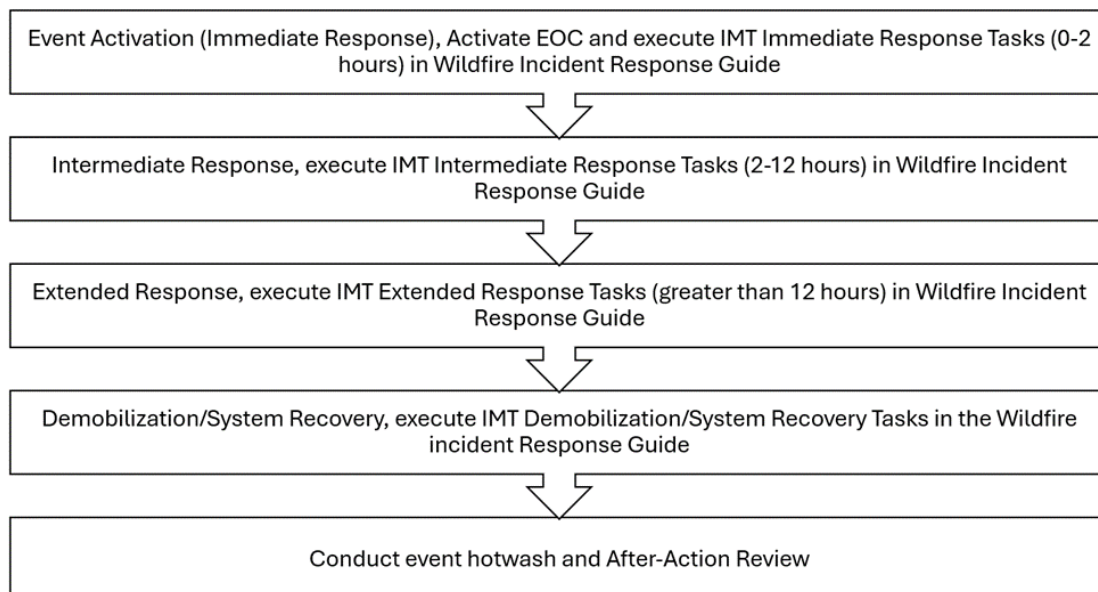 Event Activation (Immediate Response), Activate EOC and execute IMT Immediate Response Tasks (0-2
hours) in Wildfire Incident Response Guide
Intermediate Response, execute IMT Intermediate Response Tasks (2-12 hours) in Wildfire Incident
Response Guide
Extended Response, execute IMT Extended Response Tasks (greater than 12 hours) in Wildfire Incident
Response Guide
Demobilization/System Recovery, execute IMT Demobilization/System Recovery Tasks in the Wildfire
incident Response Guide
Conduct event hotwash and After-Action Review